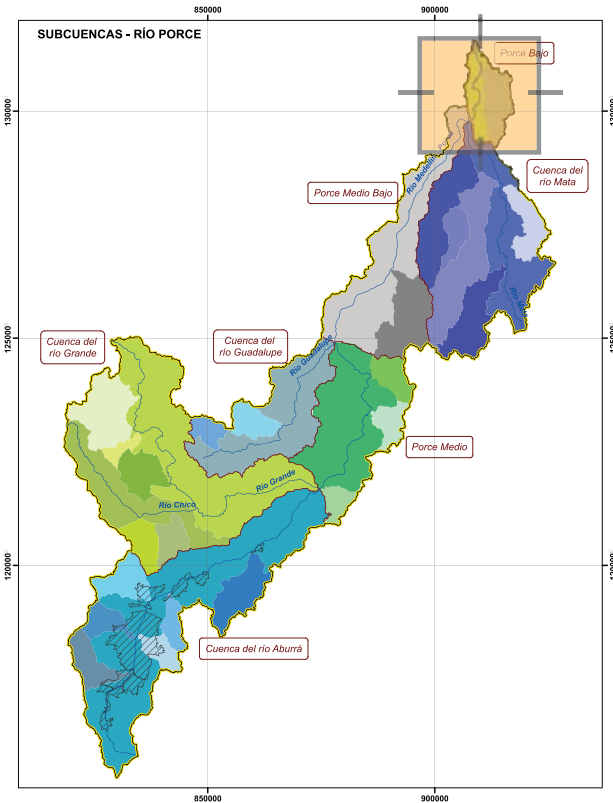 850000
900000
SUBCUENCAS - RÍO PORCE
Porce Bajo
130000
Río Medellín
Cuenca del
río Mata
Porce Medio Bajo
Río Mata
125000
Cuenca del
río Grande
Cuenca del
río Guadalupe
Río Guadalupe
Porce Medio
Río Grande
Río Chico
120000
Cuenca del río Aburrá
850000
900000